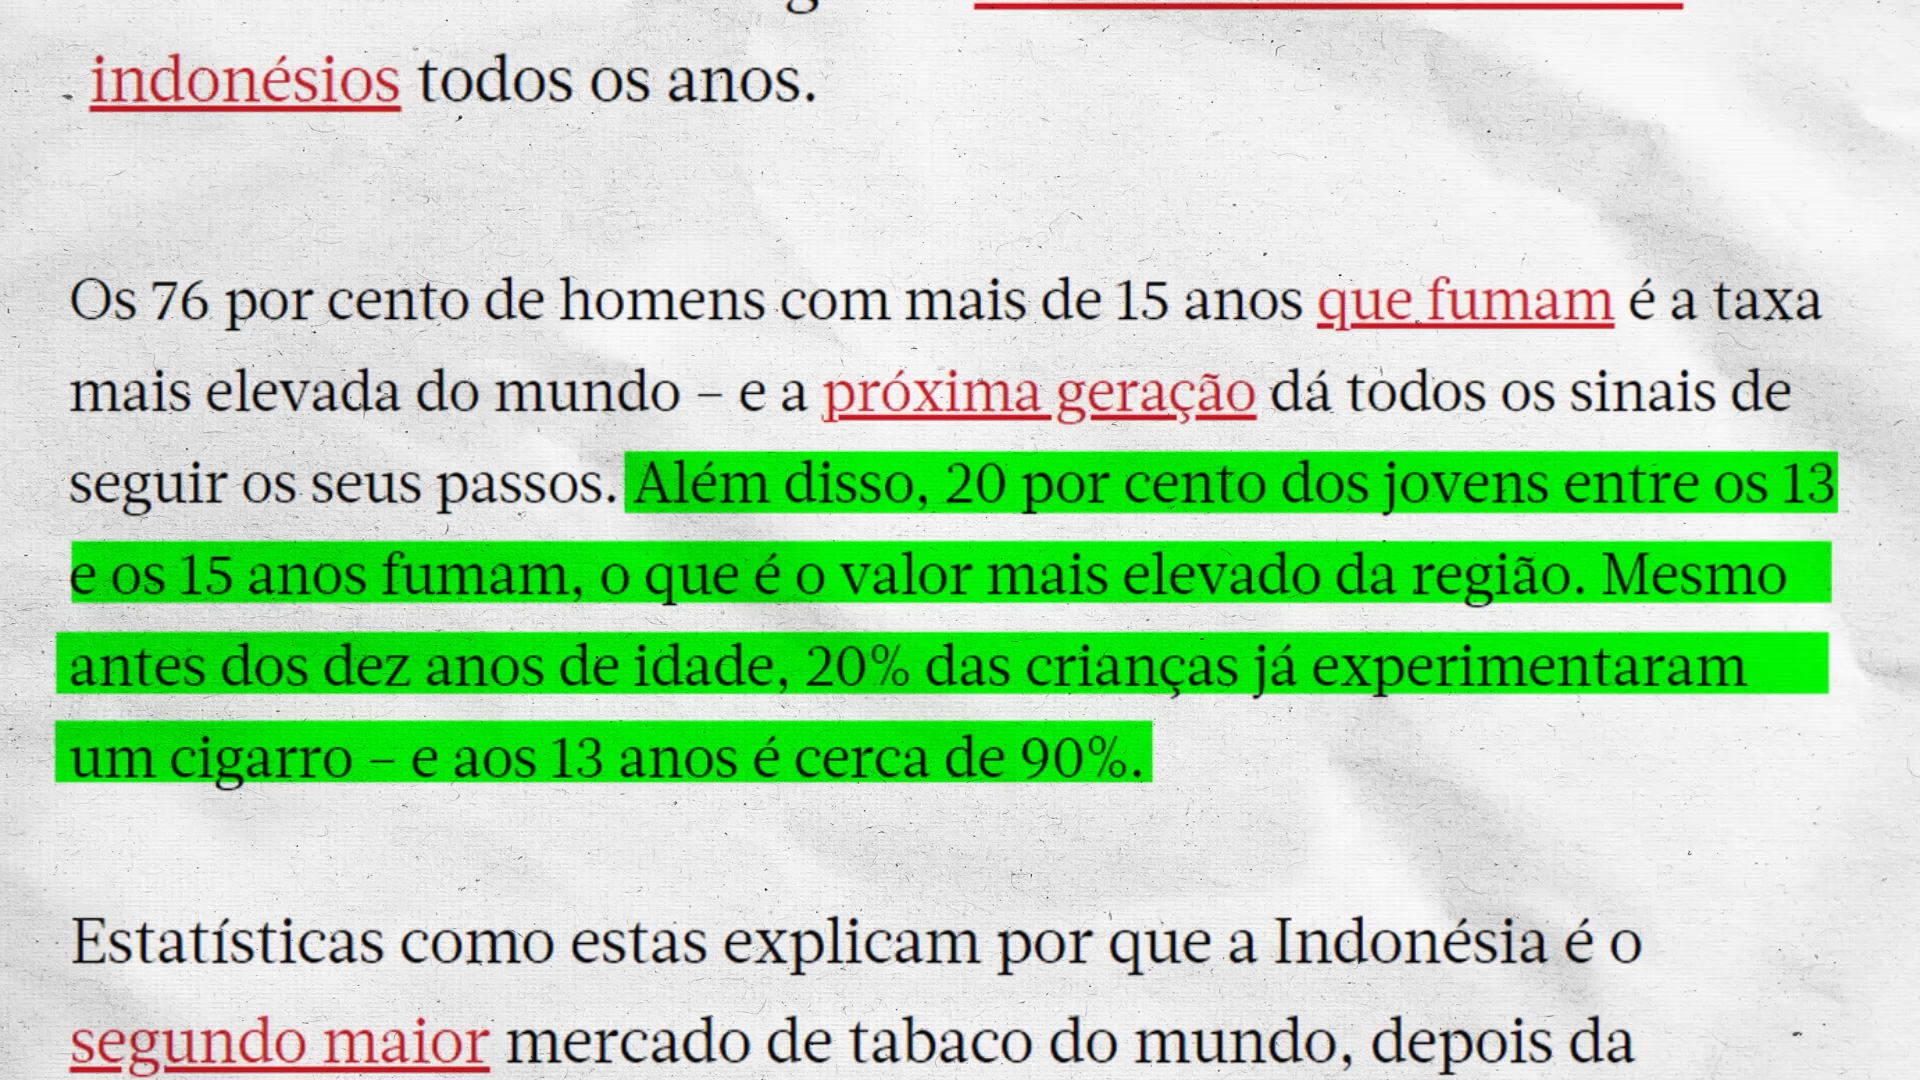 indonésios todos os anos.
Os 76 por cento de homens com mais de 15 anos que fumam é a taxa
mais elevada do mundo – e a próxima geração dá todos os sinais de
seguir os seus passos. Além disso, 20 por cento dos jovens entre os 13
e os 15 anos fumam, o que é o valor mais elevado da região. Mesmo
antes dos dez anos de idade, 20% das crianças já experimentaram
um cigarro – e aos 13 anos é cerca de 90%.
Estatísticas como estas explicam por que a Indonésia é o
segundo maior mercado de tabaco do mundo, depois da